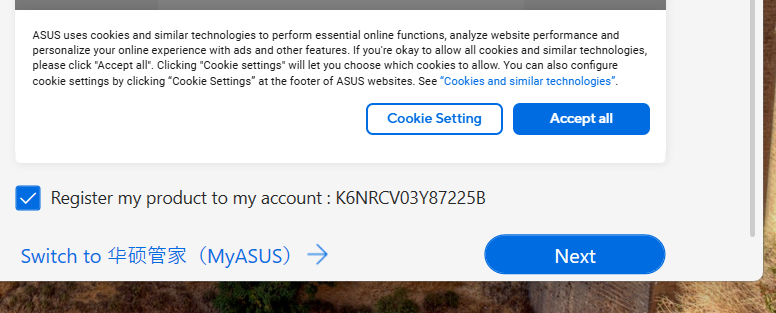 ASUS uses cookies and similar technologies to perform essential online functions, analyze website performance and
personalize your online experience with ads and other features. If you're okay to allow all cookies and similar technologies,
please click "Accept all". Clicking "Cookie settings" will let you choose which cookies to allow. You can also configure
cookie settings by clicking “Cookie Settings” at the footer of ASUS websites. See “Cookies and similar technologies”.
Cookie Setting
Accept all
Register my product to my account : K6NRCV03Y87225B
Switch to 华硕管家（MyASUS）
Next